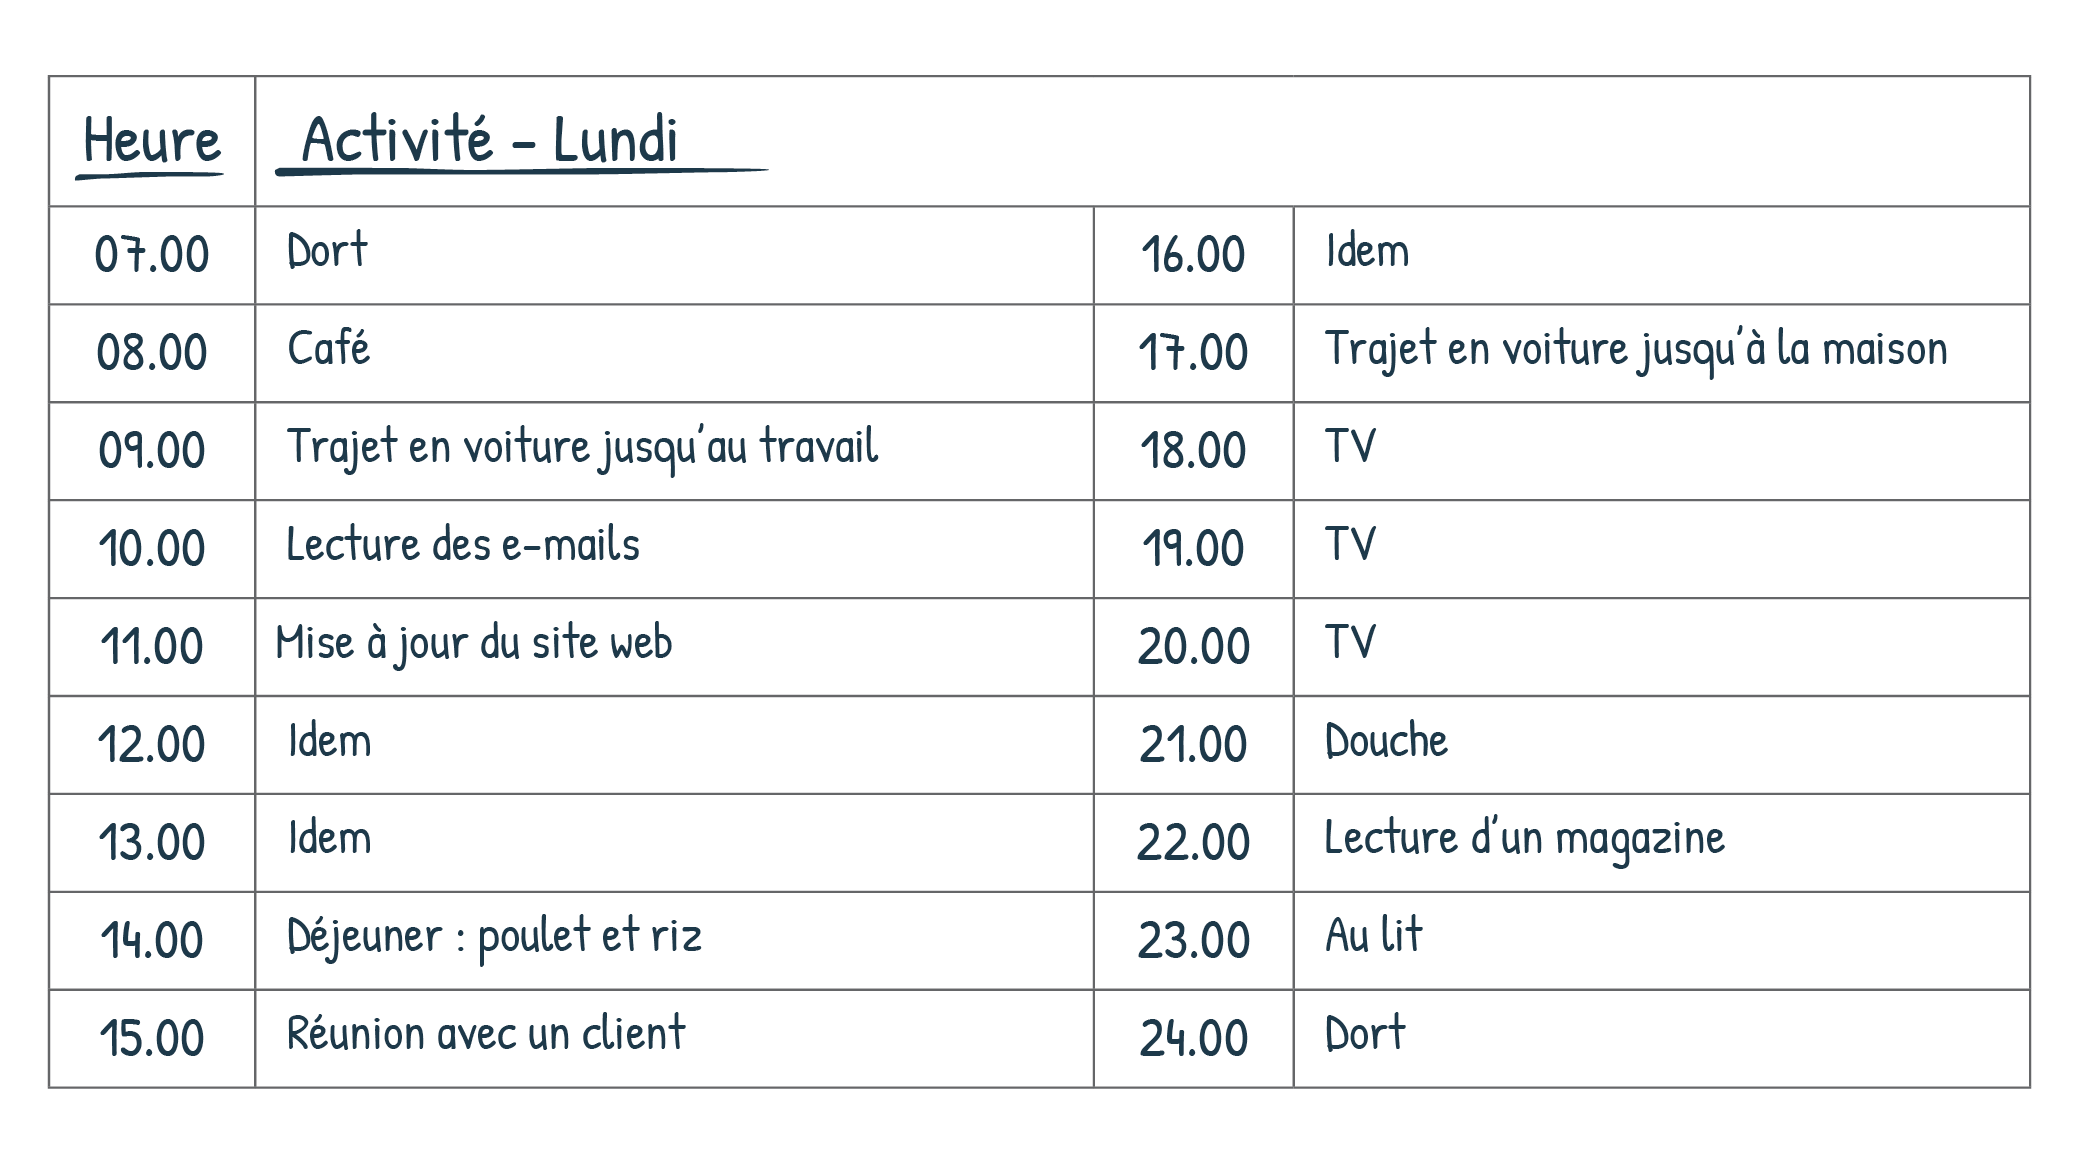 Heure Activité - Lundi
07.00 Dort
08.00 Café
09.00 Trajet en voiture jusqu'au travail
10.00 Lecture des e-mails
11.00 Mise à jour du site web
12.00 Idem
13.00 Idem
14.00 Déjeuner : poulet et riz
15.00 Réunion avec un client
16.00 Idem
17.00 Trajet en voiture jusqu'à la maison
18.00 TV
19.00 TV
20.00 TV
21.00 Douche
22.00 Lecture d'un magazine
23.00 Au lit
24.00 Dort